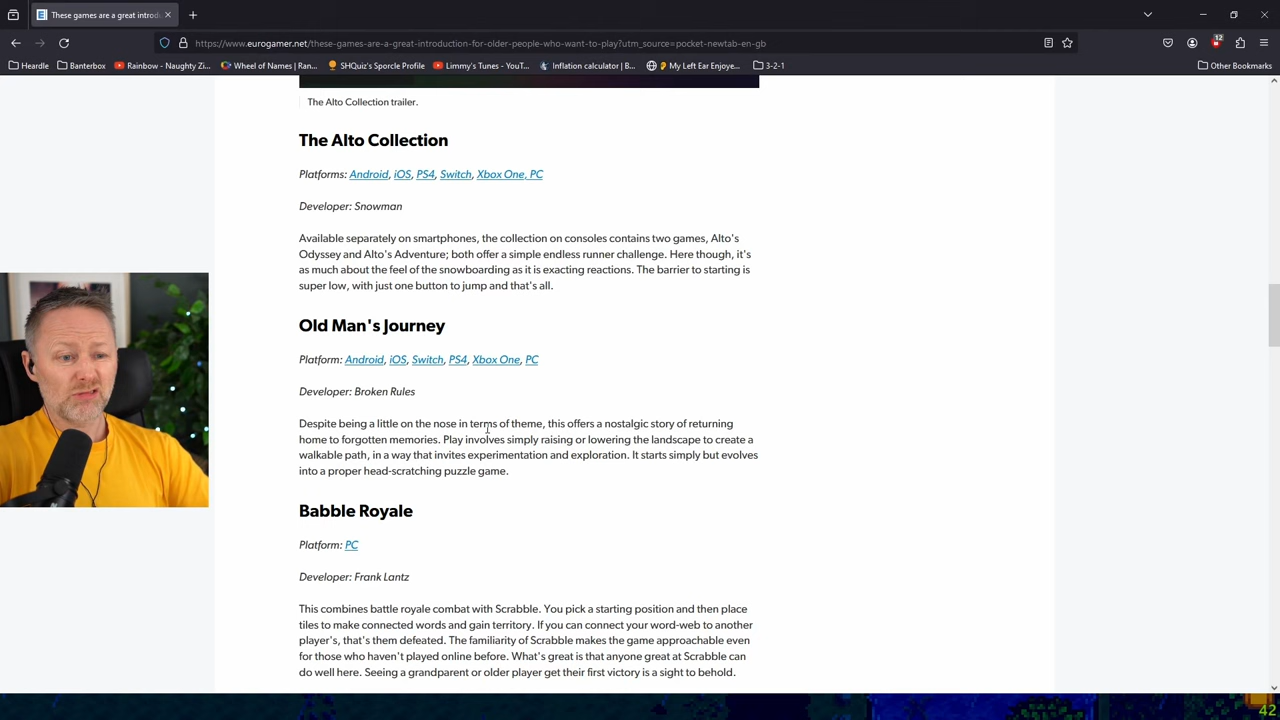 These games are a great introdu
https://www.eurogamer.net/these-games-are-a-great-introduction-for-older-people-who-want-to-play?utm_source=pocket-newtab-en-gb
12
Heardle
Banterbox
Rainbow - Naughty Zi...
Wheel of Names | Ran...
SHQuiz's Sporcle Profile
Limmy's Tunes - YouT...
Inflation calculator | B...
My Left Ear Enjoy...
3-2-1
Other Bookmarks
The Alto Collection trailer.
The Alto Collection
Platforms: Android, iOS, PS4, Switch, Xbox One, PC
Developer: Snowman
Available separately on smartphones, the collection on consoles contains two games, Alto's
Odyssey and Alto's Adventure; both offer a simple endless runner challenge. Here though, it's
as much about the feel of the snowboarding as it is exacting reactions. The barrier to starting is
super low, with just one button to jump and that's all.
Old Man's Journey
Platform: Android, iOS, Switch, PS4, Xbox One, PC
Developer: Broken Rules
Despite being a little on the nose in terms of theme, this offers a nostalgic story of returning
home to forgotten memories. Play involves simply raising or lowering the landscape to create a
walkable path, in a way that invites experimentation and exploration. It starts simply but evolves
into a proper head-scratching puzzle game.
Babble Royale
Platform: PC
Developer: Frank Lantz
This combines battle royale combat with Scrabble. You pick a starting position and then place
tiles to make connected words and gain territory. If you can connect your word-web to another
player's, that's them defeated. The familiarity of Scrabble makes the game approachable even
for those who haven't played online before. What's great is that anyone great at Scrabble can
do well here. Seeing a grandparent or older player get their first victory is a sight to behold.
42